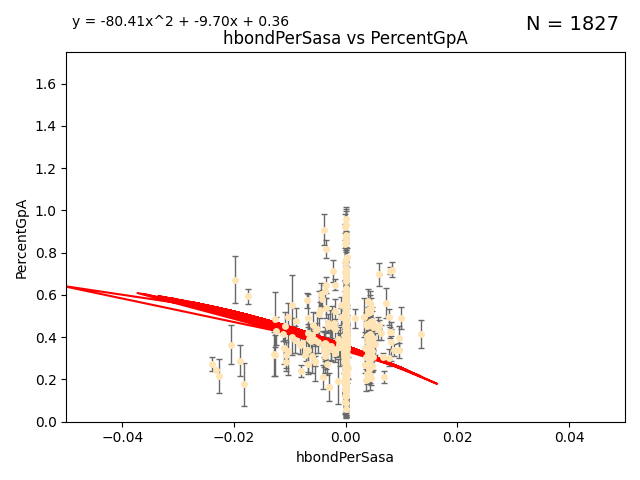 y = -80.41x^2 + -9.70x + 0.36
N = 1827
hbondPerSasa vs PercentGpA
1.6
1.4
1.2
1.0
0.8
0.6
0.4
0.2
0.0
PercentGpA
−0.04
−0.02
0.00
0.02
0.04
hbondPerSasa